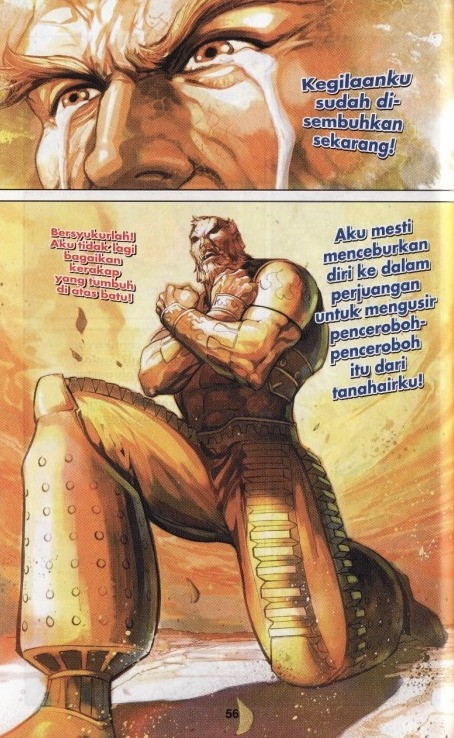 Kegilaanku
sudah di-
sembuhkan
sekarang!
Bersyukurlah!
Aku tidak lagi
bagaikan
kerakap
yang tumbuh
di atas batu!
Aku mesti
menceburkan
diri ke dalam
perjuangan
untuk mengusir
penceroboh-
penceroboh
itu dari
tanahairku!
56